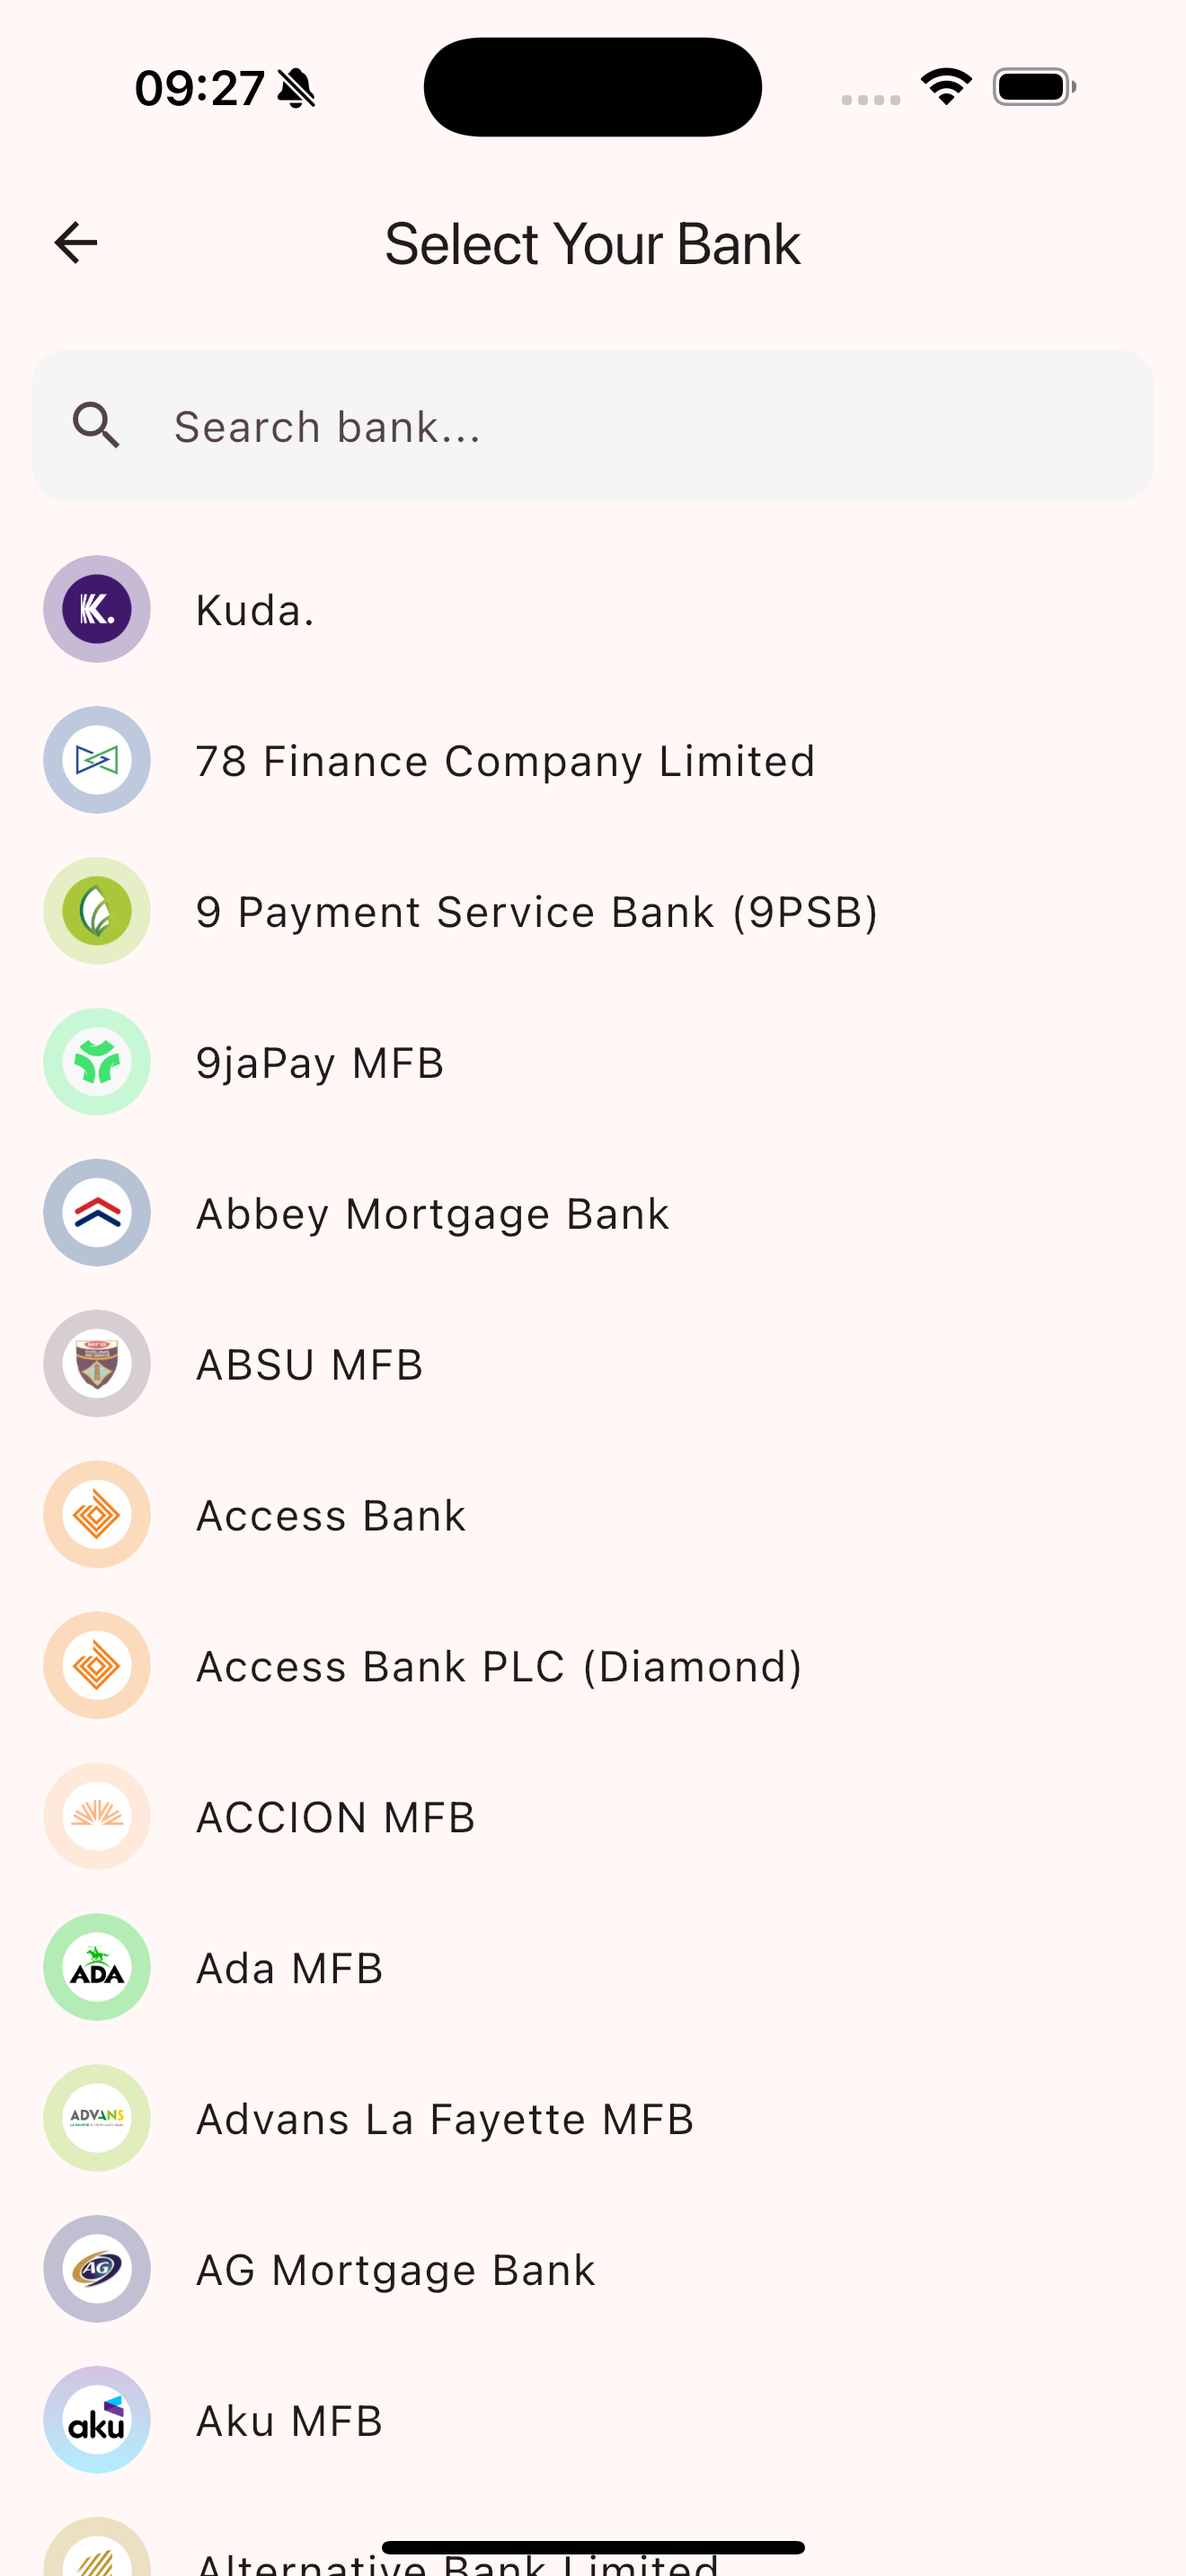 09:27
Select Your Bank
Search bank...
K.
Kuda.
78 Finance Company Limited
9 Payment Service Bank (9PSB)
9jaPay MFB
Abbey Mortgage Bank
MFB
ABSU MFB
Access Bank
Access Bank PLC (Diamond)
ACCION MFB
ADA
Ada MFB
ADVANS
Advans La Fayette MFB
AG
AG Mortgage Bank
aku
Aku MFB
Alternative Bank Limited